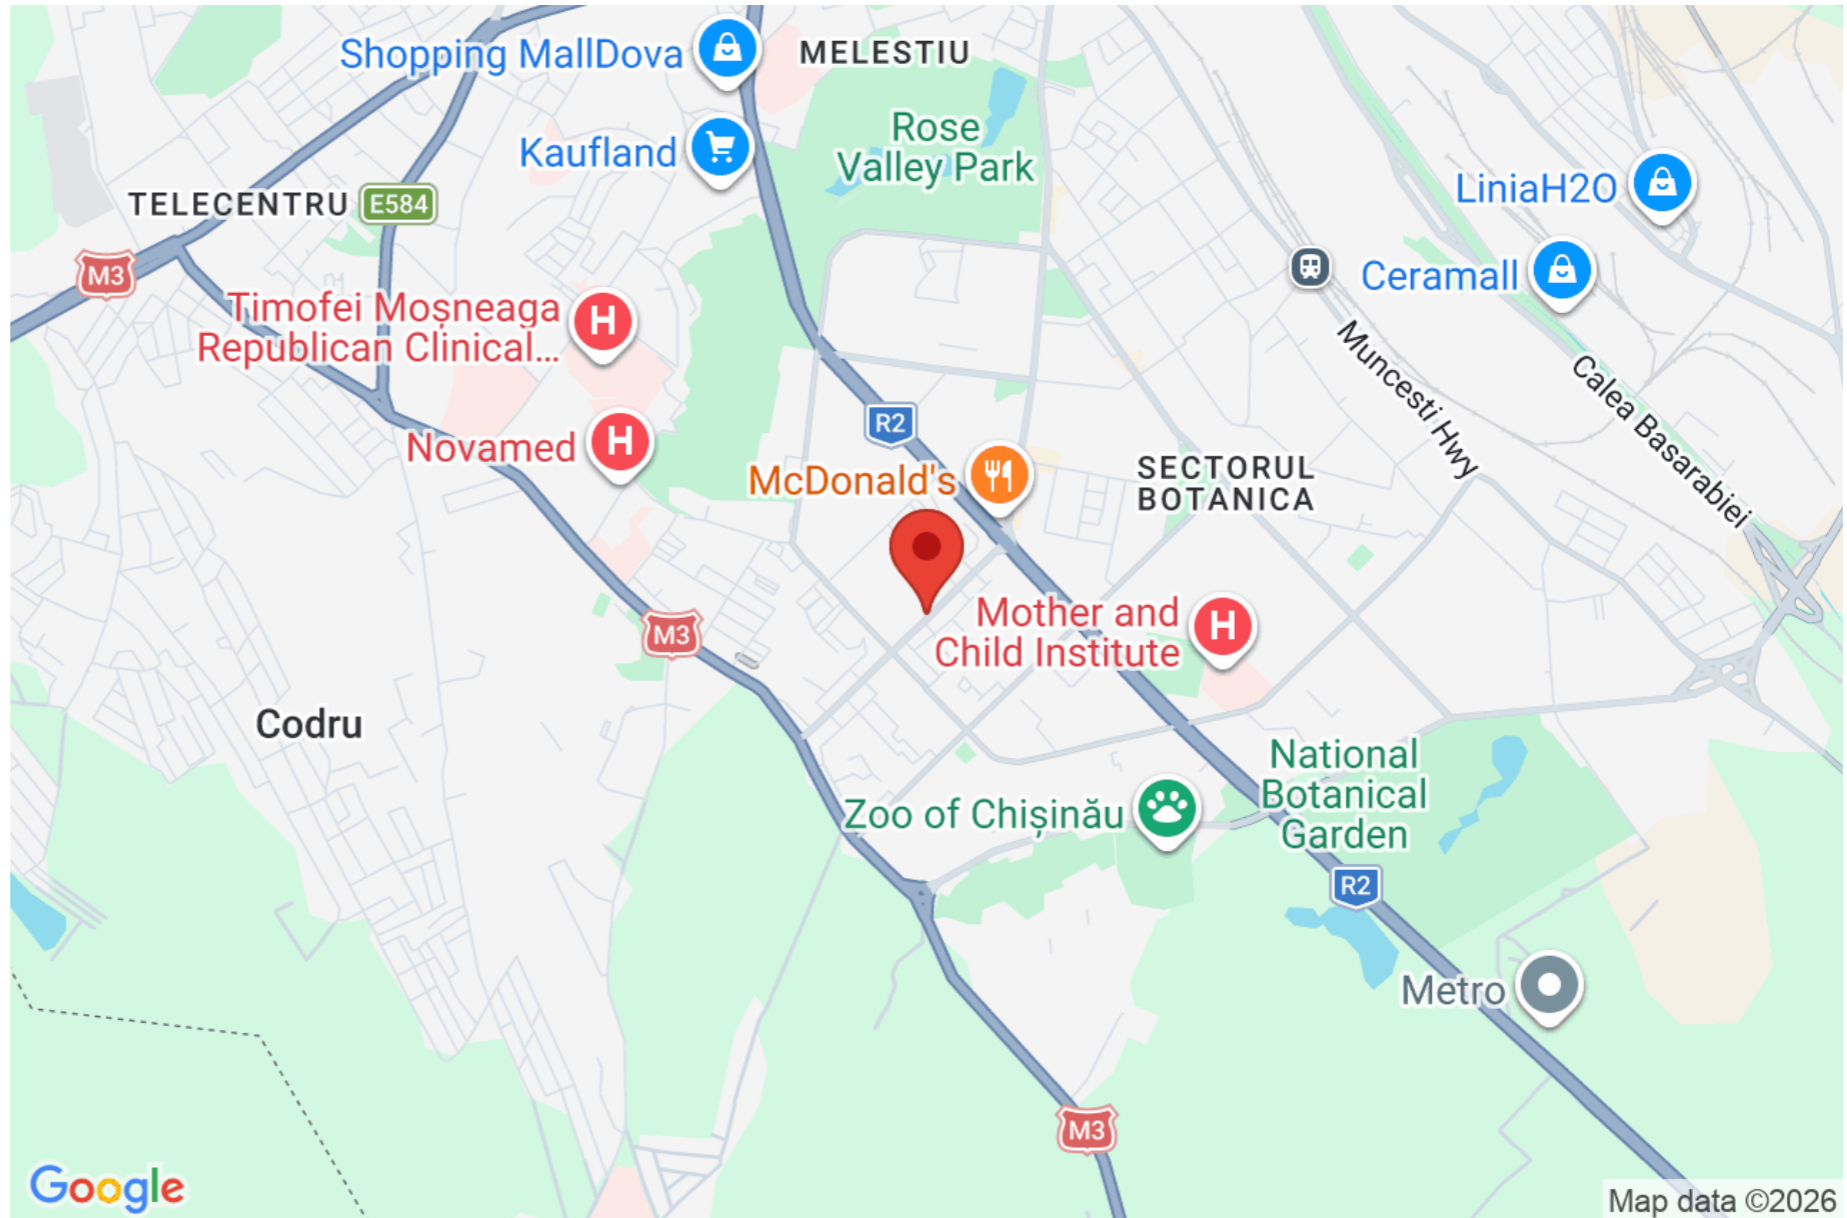 Shopping MallDova
MELESTIU
Rose
Valley Park
Kaufland
LiniaH2O
TELECENTRU
E584
M3
Ceramall
Timofei Moșneaga
Republican Clinical...
Muncesti Hwy
Calea Basarabiei
R2
Novamed
McDonald's
SECTORUL
BOTANICA
M3
Mother and
Child Institute
Codru
National
Botanical
Garden
Zoo of Chișinău
R2
Metro
M3
Google
Map data ©2026